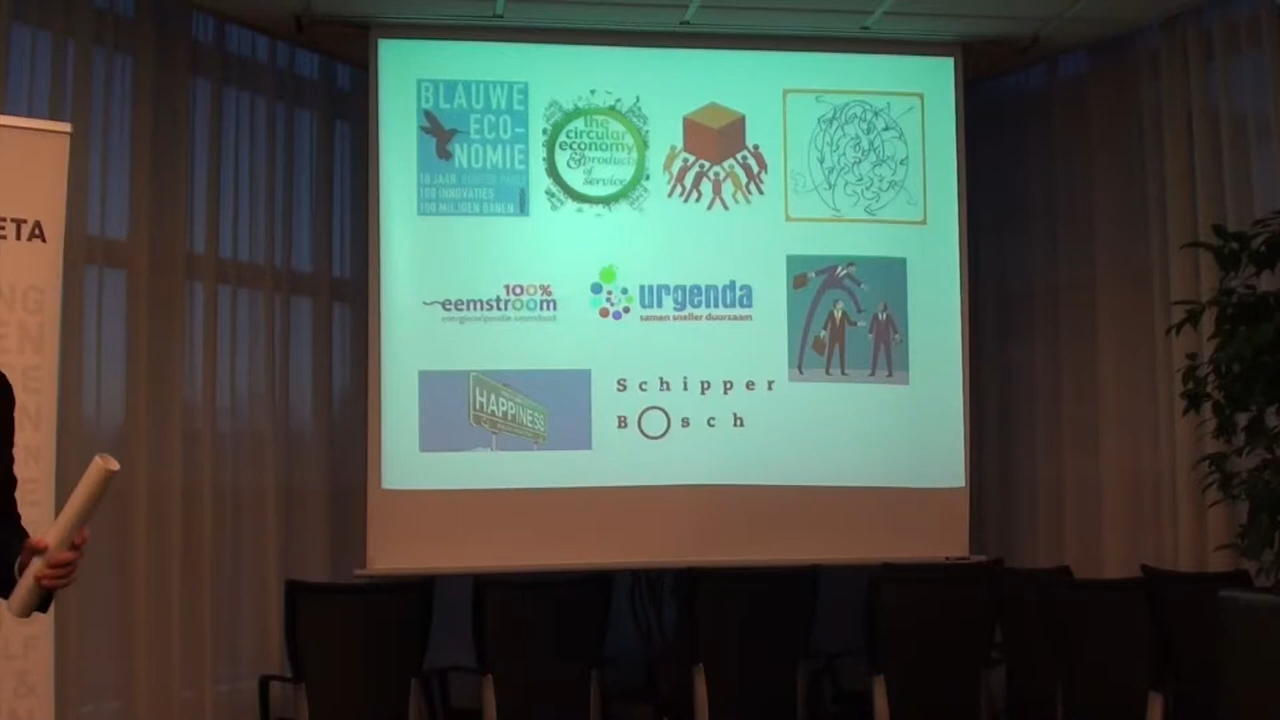 ETA
BLAUWE
ECO-
NOMIE
10 JAAR
100 INNOVATIES
100 MILJOEN BANEN
the
circular
economy
& products
of
service
100%
eemstroom
urgenda
samen sneller duurzaam
HAPPINESS
Schipper
Bosch